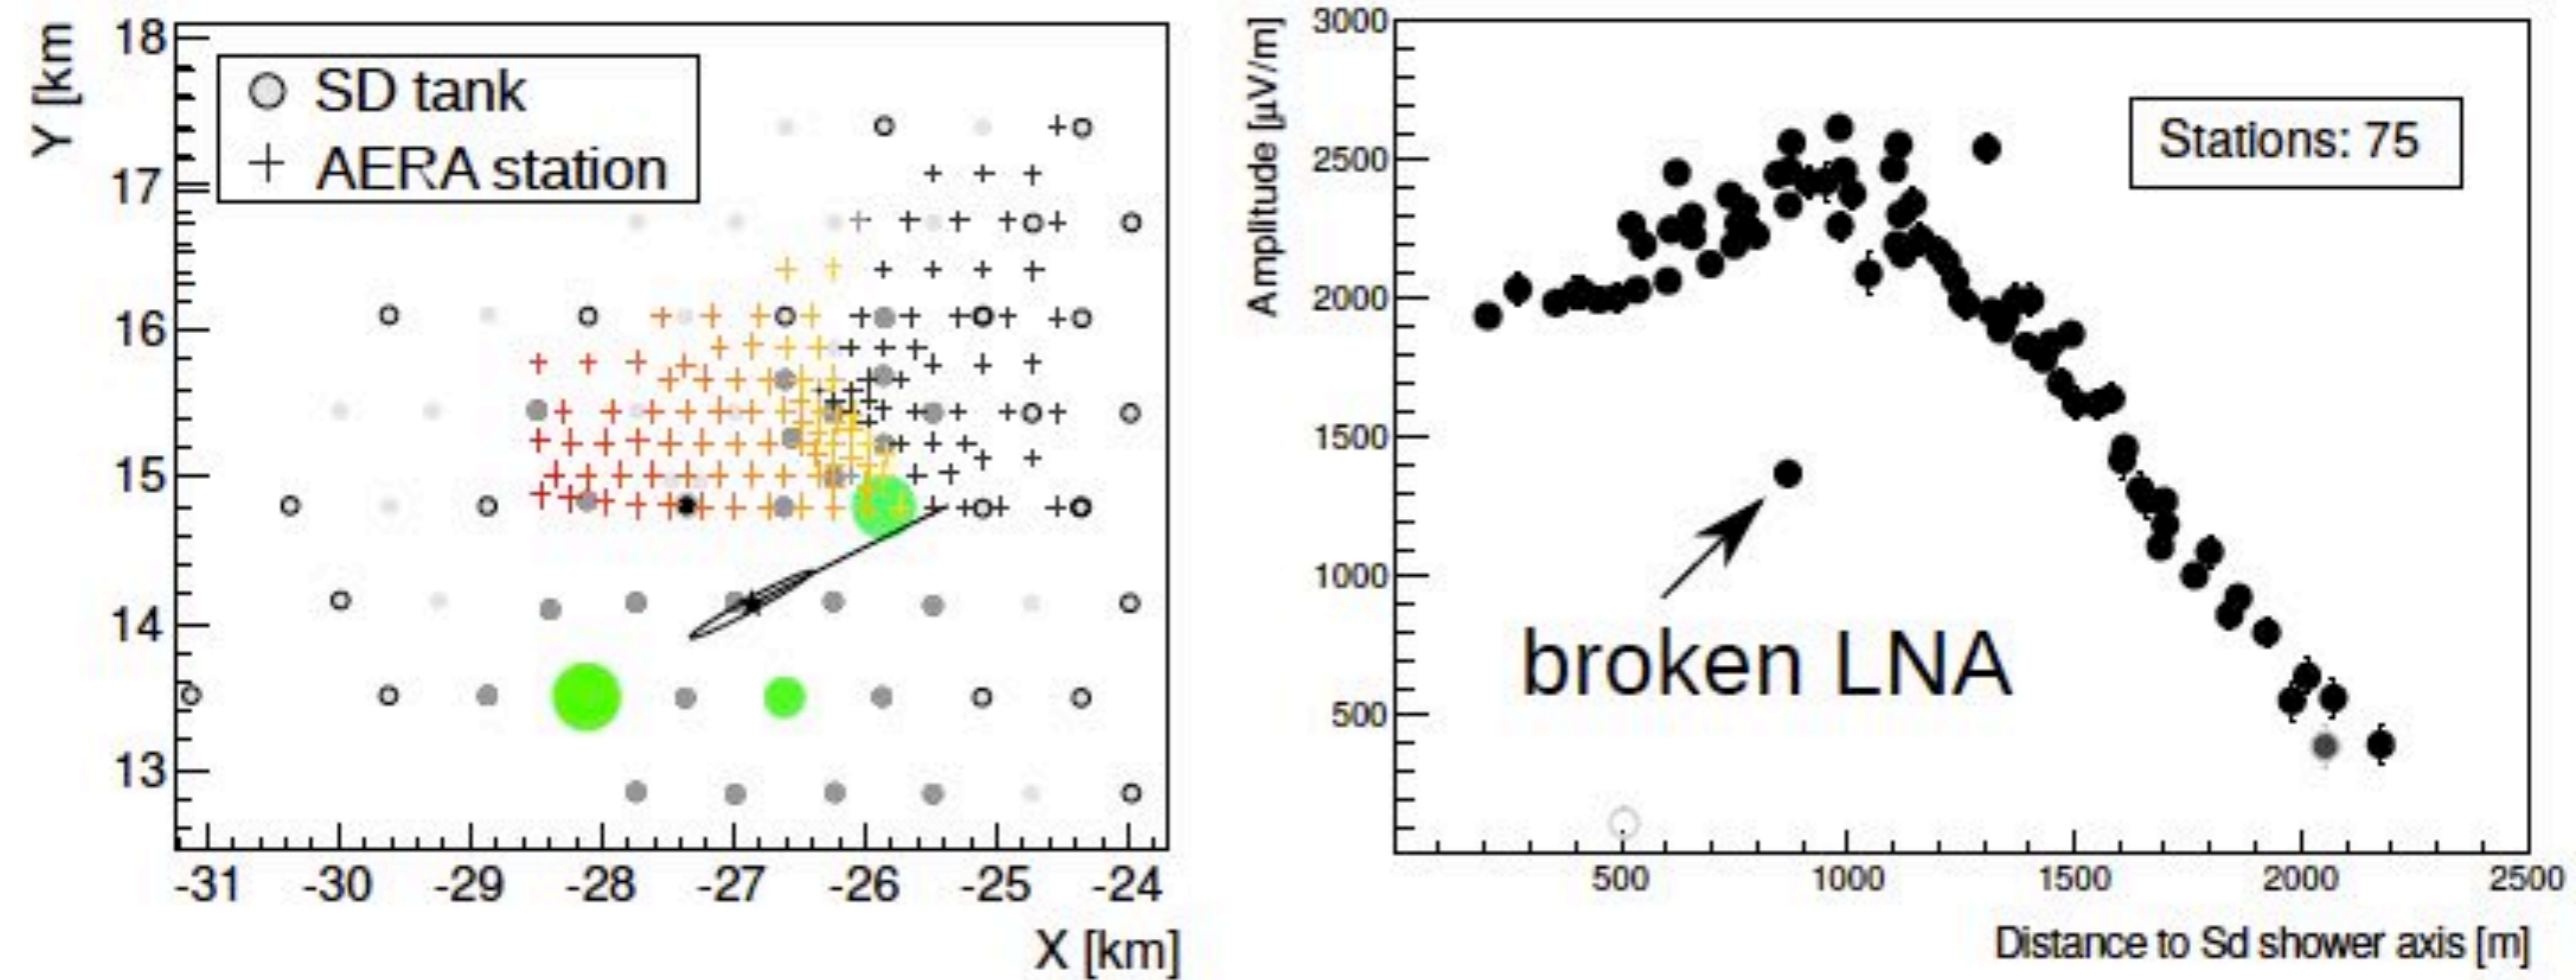 Y [km
18
17
16
15
14
13
SD tank
AERA station
-31 -30 -29 -28 -27 -26 -25 -24
X [km]
Amplitude [µV/m]
3000
2500
2000
1500
1000
500
Stations: 75
broken LNA
500 1000 1500 2000 2500
Distance to Sd shower axis [m]